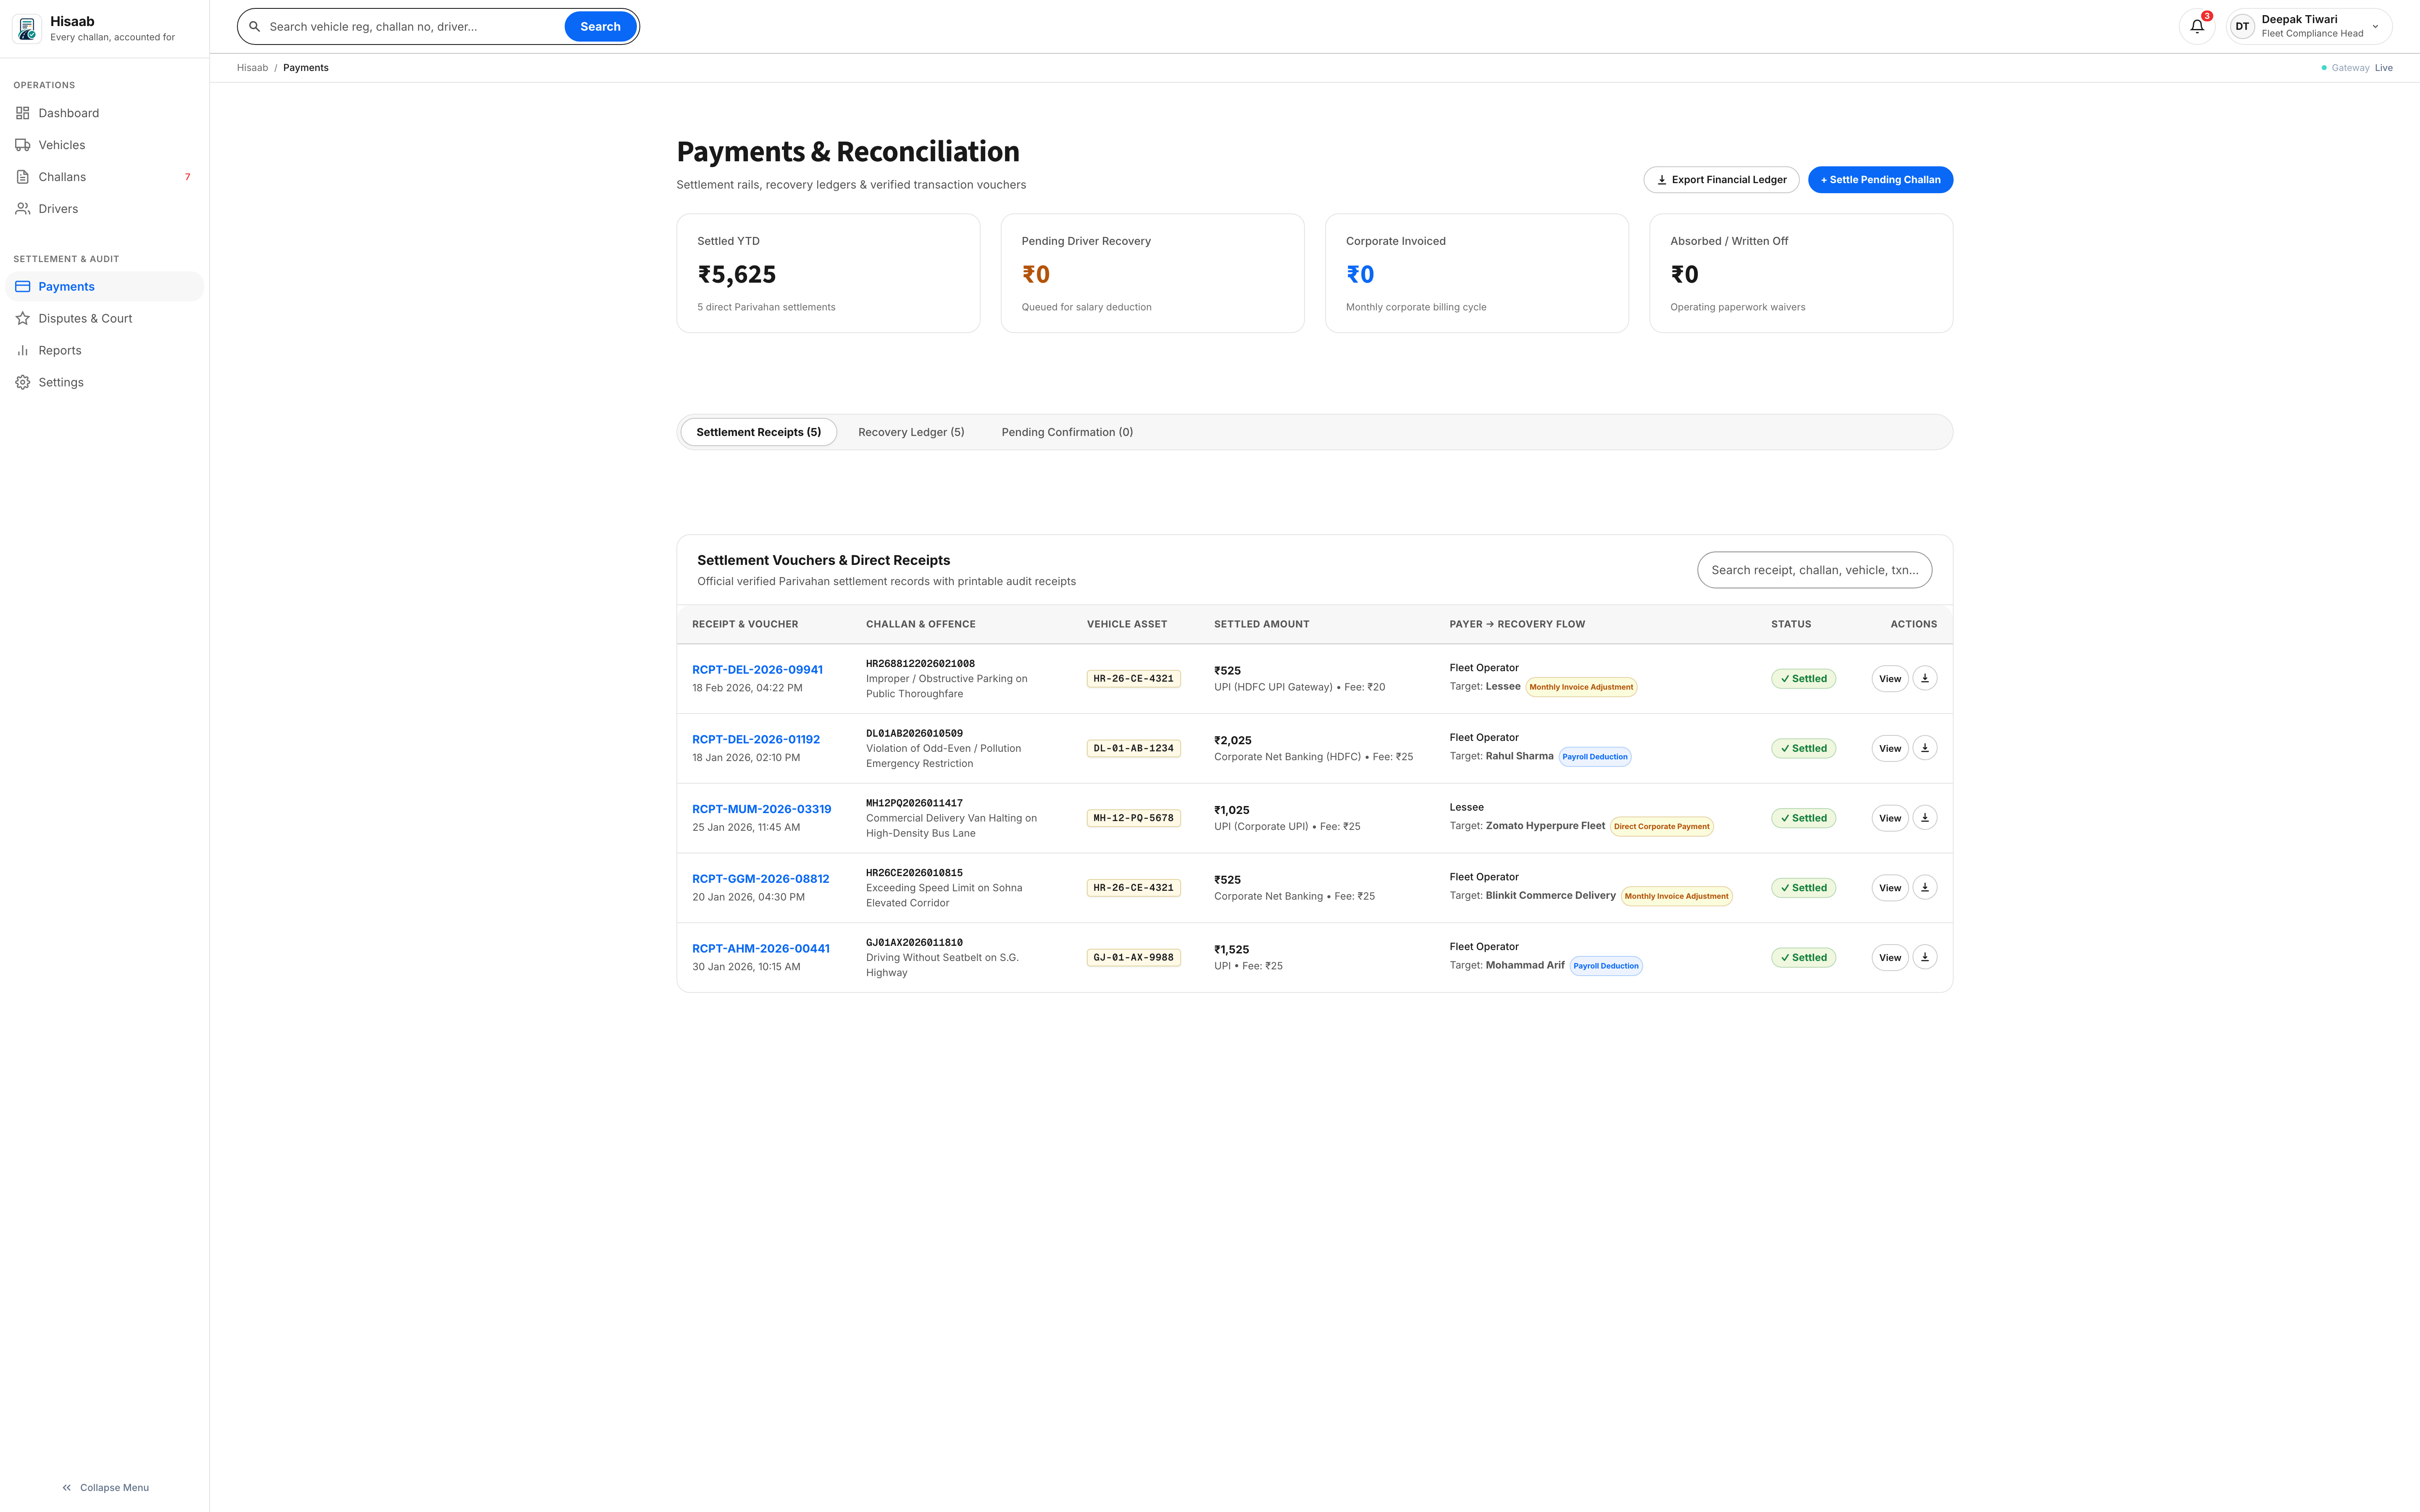 Hisaab
Every challan, accounted for
Search vehicle reg, challan no, driver...
Search
3
DT
Deepak Tiwari
Fleet Compliance Head
Hisaab / Payments
Gateway Live
OPERATIONS
Dashboard
Vehicles
Challans 7
Drivers
SETTLEMENT & AUDIT
Payments
Disputes & Court
Reports
Settings
Collapse Menu
Payments & Reconciliation
Settlement rails, recovery ledgers & verified transaction vouchers
Export Financial Ledger
+ Settle Pending Challan
Settled YTD
₹5,625
5 direct Parivahan settlements
Pending Driver Recovery
₹0
Queued for salary deduction
Corporate Invoiced
₹0
Monthly corporate billing cycle
Absorbed / Written Off
₹0
Operating paperwork waivers
Settlement Receipts (5)
Recovery Ledger (5)
Pending Confirmation (0)
Settlement Vouchers & Direct Receipts
Official verified Parivahan settlement records with printable audit receipts
Search receipt, challan, vehicle, txn...
RECEIPT & VOUCHER
CHALLAN & OFFENCE
VEHICLE ASSET
SETTLED AMOUNT
PAYER → RECOVERY FLOW
STATUS
ACTIONS
RCPT-DEL-2026-09941
18 Feb 2026, 04:22 PM
HR2688122026021008
Improper / Obstructive Parking on
Public Thoroughfare
HR-26-CE-4321
₹525
UPI (HDFC UPI Gateway) • Fee: ₹20
Fleet Operator
Target: Lessee Monthly Invoice Adjustment
✓ Settled
View
RCPT-DEL-2026-01192
18 Jan 2026, 02:10 PM
DL01AB2026010509
Violation of Odd-Even / Pollution
Emergency Restriction
DL-01-AB-1234
₹2,025
Corporate Net Banking (HDFC) • Fee: ₹25
Fleet Operator
Target: Rahul Sharma Payroll Deduction
✓ Settled
View
RCPT-MUM-2026-03319
25 Jan 2026, 11:45 AM
MH12PQ2026011417
Commercial Delivery Van Halting on
High-Density Bus Lane
MH-12-PQ-5678
₹1,025
UPI (Corporate UPI) • Fee: ₹25
Lessee
Target: Zomato Hyperpure Fleet Direct Corporate Payment
✓ Settled
View
RCPT-GGM-2026-08812
20 Jan 2026, 04:30 PM
HR26CE2026010815
Exceeding Speed Limit on Sohna
Elevated Corridor
HR-26-CE-4321
₹525
Corporate Net Banking • Fee: ₹25
Fleet Operator
Target: Blinkit Commerce Delivery Monthly Invoice Adjustment
✓ Settled
View
RCPT-AHM-2026-00441
30 Jan 2026, 10:15 AM
GJ01AX2026011810
Driving Without Seatbelt on S.G.
Highway
GJ-01-AX-9988
₹1,525
UPI • Fee: ₹25
Fleet Operator
Target: Mohammad Arif Payroll Deduction
✓ Settled
View